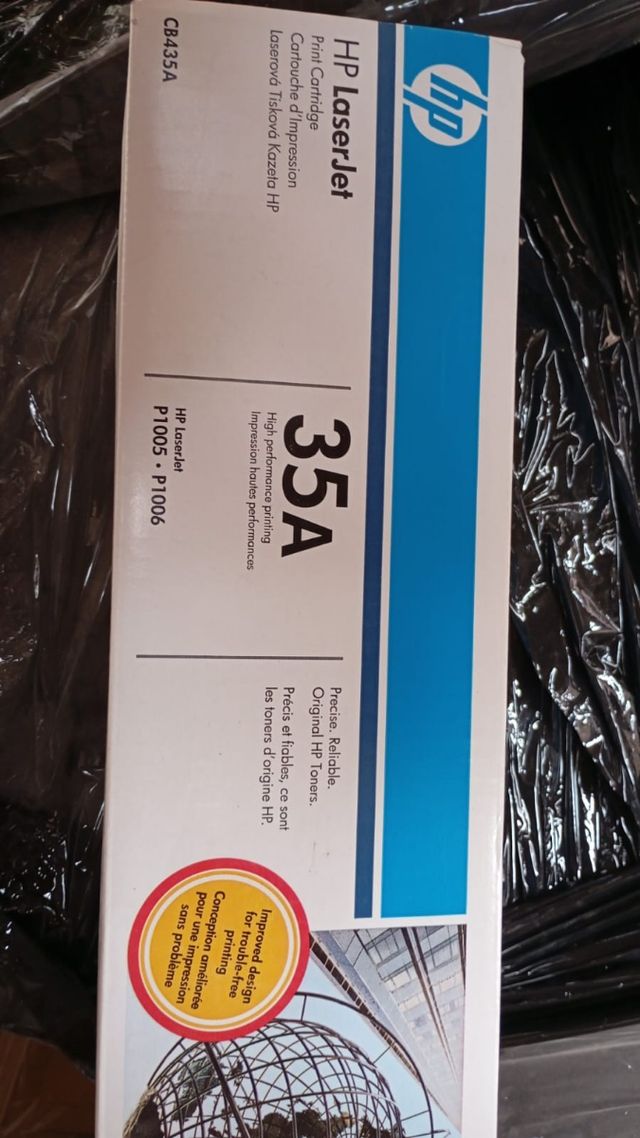 hp
HP LaserJet
Print Cartridge
Cartouche d'Impression
Laserová Tisková Kazeta HP
CB435A
35A
High performance printing
Impression hautes performances
HP LaserJet
P1005 • P1006
Precise. Reliable.
Original HP Toners.
Précis et fiables, ce sont
les toners d'origine HP.
Improved design
for trouble-free
printing
Conception améliorée
pour une impression
sans problème